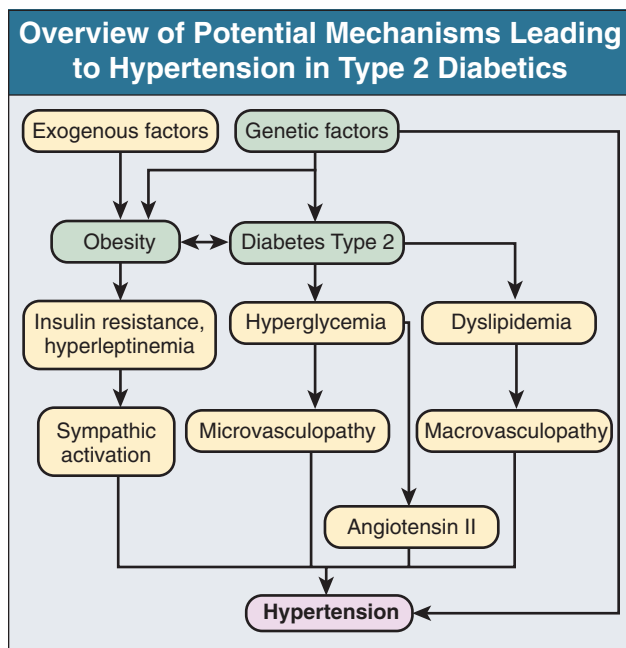 Overview of Potential Mechanisms Leading
to Hypertension in Type 2 Diabetics
Exogenous factors
Genetic factors
Obesity
Diabetes Type 2
Insulin resistance,
hyperleptinemia
Hyperglycemia
Dyslipidemia
Sympathic
activation
Microvasculopathy
Macrovasculopathy
Angiotensin II
Hypertension